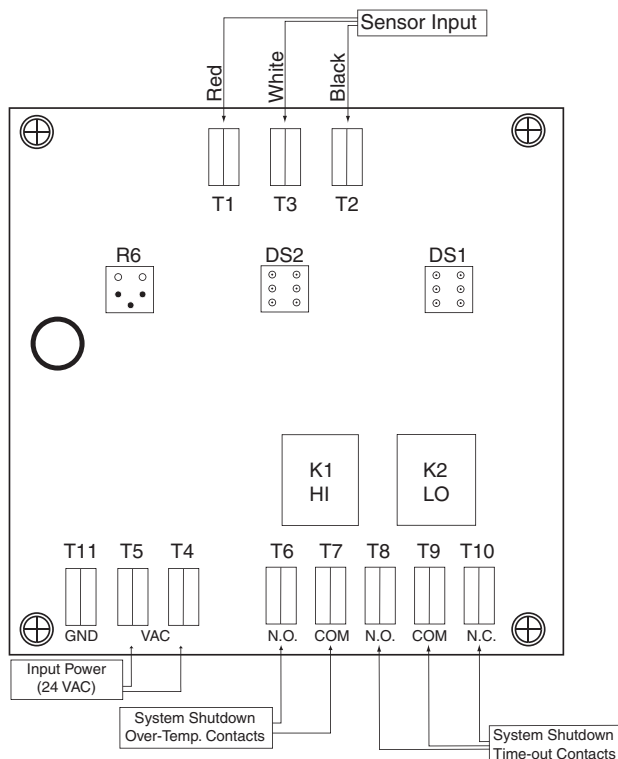 Sensor Input
Red
White
Black
T1
T3
T2
R6
DS2
DS1
K1
HI
K2
LO
T11
T5
T4
T6
T7
T8
T9
T10
GND
VAC
N.O.
COM
N.O.
COM
N.C.
Input Power
(24 VAC)
System Shutdown
Over-Temp. Contacts
System Shutdown
Time-out Contacts